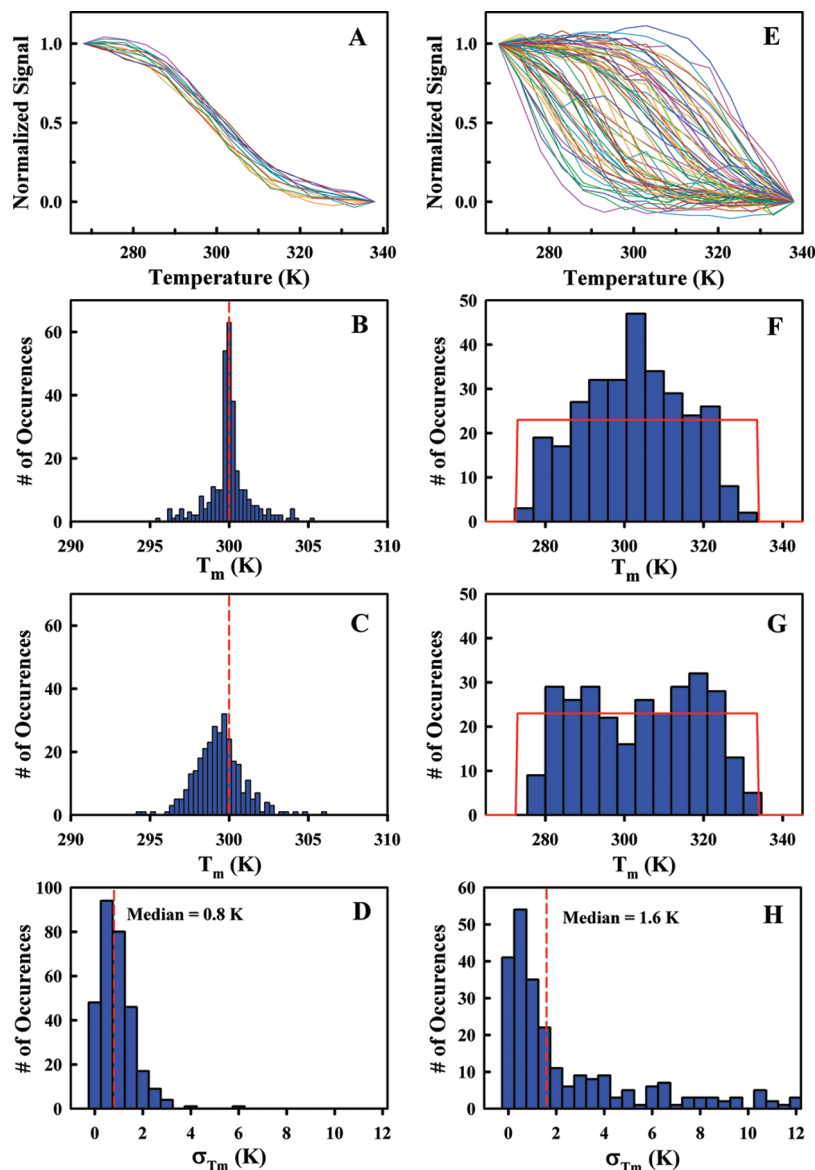 A
1.0
0.5
0.0
Normalized Signal
280 300 320 340
Temperature (K)
B
60
40
20
0
# of Occurences
290 295 300 305 310
Tm (K)
C
60
40
20
0
# of Occurences
290 295 300 305 310
Tm (K)
D
Median = 0.8 K
100
80
60
40
20
0
# of Occurences
0 2 4 6 8 10 12
σTm (K)
E
1.0
0.5
0.0
Normalized Signal
280 300 320 340
Temperature (K)
F
50
40
30
20
10
0
# of Occurences
280 300 320 340
Tm (K)
G
50
40
30
20
10
0
# of Occurences
280 300 320 340
Tm (K)
H
Median = 1.6 K
60
50
40
30
20
10
0
# of Occurences
0 2 4 6 8 10 12
σTm (K)